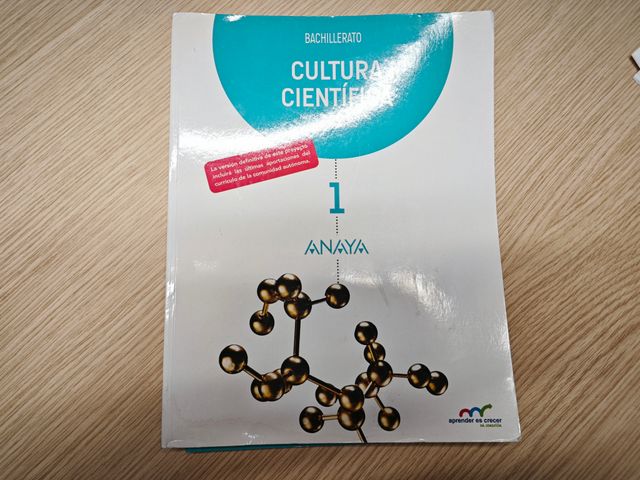 BACHILLERATO
CULTURA
CIENTÍFICA
La versión definitiva de este proyecto
incluirá las últimas aportaciones del
currículo de la comunidad autónoma.
1
ANAYA
aprender es crecer